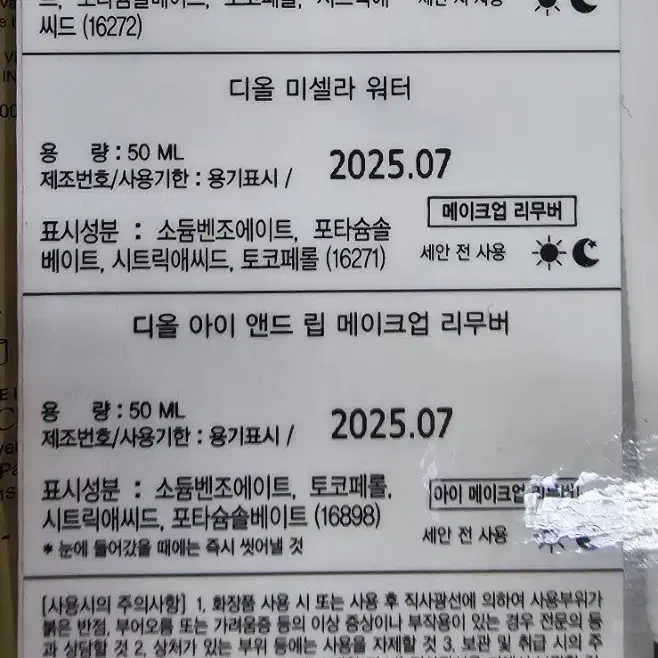 씨드 (16272)
세안 시 사용
디올 미셀라 워터
용 량 : 50 ML
제조번호/사용기한 : 용기표시 / 2025.07
메이크업 리무버
표시성분 : 소듐벤조에이트, 포타슘솔
베이트, 시트릭애씨드, 토코페롤 (16271)
세안 전 사용
디올 아이 앤드 립 메이크업 리무버
용 량 : 50 ML
제조번호/사용기한 : 용기표시 / 2025.07
표시성분 : 소듐벤조에이트, 토코페롤,
시트릭애씨드, 포타슘솔베이트 (16898)
아이 메이크업 리무버
세안 전 사용
* 눈에 들어갔을 때에는 즉시 씻어낼 것
[사용시의 주의사항] 1, 화장품 사용 시 또는 사용 후 직사광선에 의하여 사용부위가
붉은 반점, 부어오름 또는 가려움증 등의 이상 증상이나 부작용이 있는 경우 전문의 등
과 상담할 것 2, 상처가 있는 부위 등에는 사용을 자제할 것 3, 보관 및 취급 시의 주